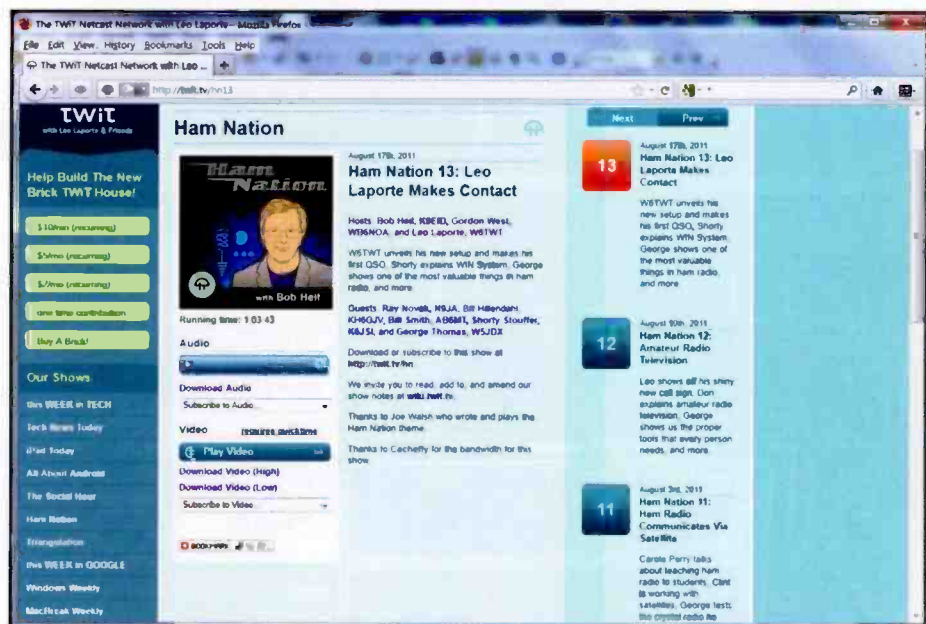 The TWiT Netcast Network with Leo Laporte - Mozilla Firefox
File Edit View History Bookmarks Tools Help
The TWiT Netcast Network with Leo ...
http://twit.tv/hn13
TWiT
with Leo Laporte & Friends
Help Build The New
Brick TWiT House!
$10/mo (recurring)
$5/mo (recurring)
$2/mo (recurring)
one time contribution
Buy A Brick!
Our Shows
this WEEK in TECH
Tech News Today
iPad Today
All About Android
The Social Hour
Ham Nation
Triangulation
this WEEK in GOOGLE
Windows Weekly
MacBreak Weekly
Ham Nation
Ham
Nation
with Bob Heil
Running time: 1:03:43
Audio
Download Audio
Subscribe to Audio
Video requires quicktime
Play Video
Download Video (High)
Download Video (Low)
Subscribe to Video
BOOKMARK
August 17th, 2011
Ham Nation 13: Leo
Laporte Makes Contact
Hosts: Bob Heil, K9EID, Gordon West,
WB6NOA, and Leo Laporte, W6TWT
W6TWT unveils his new setup and makes his
first QSO, Shorty explains WIN System, George
shows one of the most valuable things in ham
radio, and more.
Guests: Ray Novak, N9JA, Bill Hillendahl,
KH6GJV, Bill Smith, AB6MT, Shorty Stouffer,
K6JSI, and George Thomas, W5JDX
Download or subscribe to this show at
http://twit.tv/hn.
We invite you to read, add to, and amend our
show notes at wiki.twit.tv.
Thanks to Joe Walsh who wrote and plays the
Ham Nation theme.
Thanks to Cachefly for the bandwidth for this
show.
Next Prev
13
August 17th, 2011
Ham Nation 13: Leo
Laporte Makes
Contact
W6TWT unveils his
new setup and makes
his first QSO, Shorty
explains WIN System,
George shows one of
the most valuable
things in ham radio,
and more.
12
August 10th, 2011
Ham Nation 12:
Amateur Radio
Television
Leo shows off his shiny
new call sign, Don
explains amateur radio
television, George
shows us the proper
tools that every person
needs, and more.
11
August 3rd, 2011
Ham Nation 11:
Ham Radio
Communicates Via
Satellite
Carole Perry talks
about teaching ham
radio to students, Clint
is working with
satellites, George tests
the crystal radio he